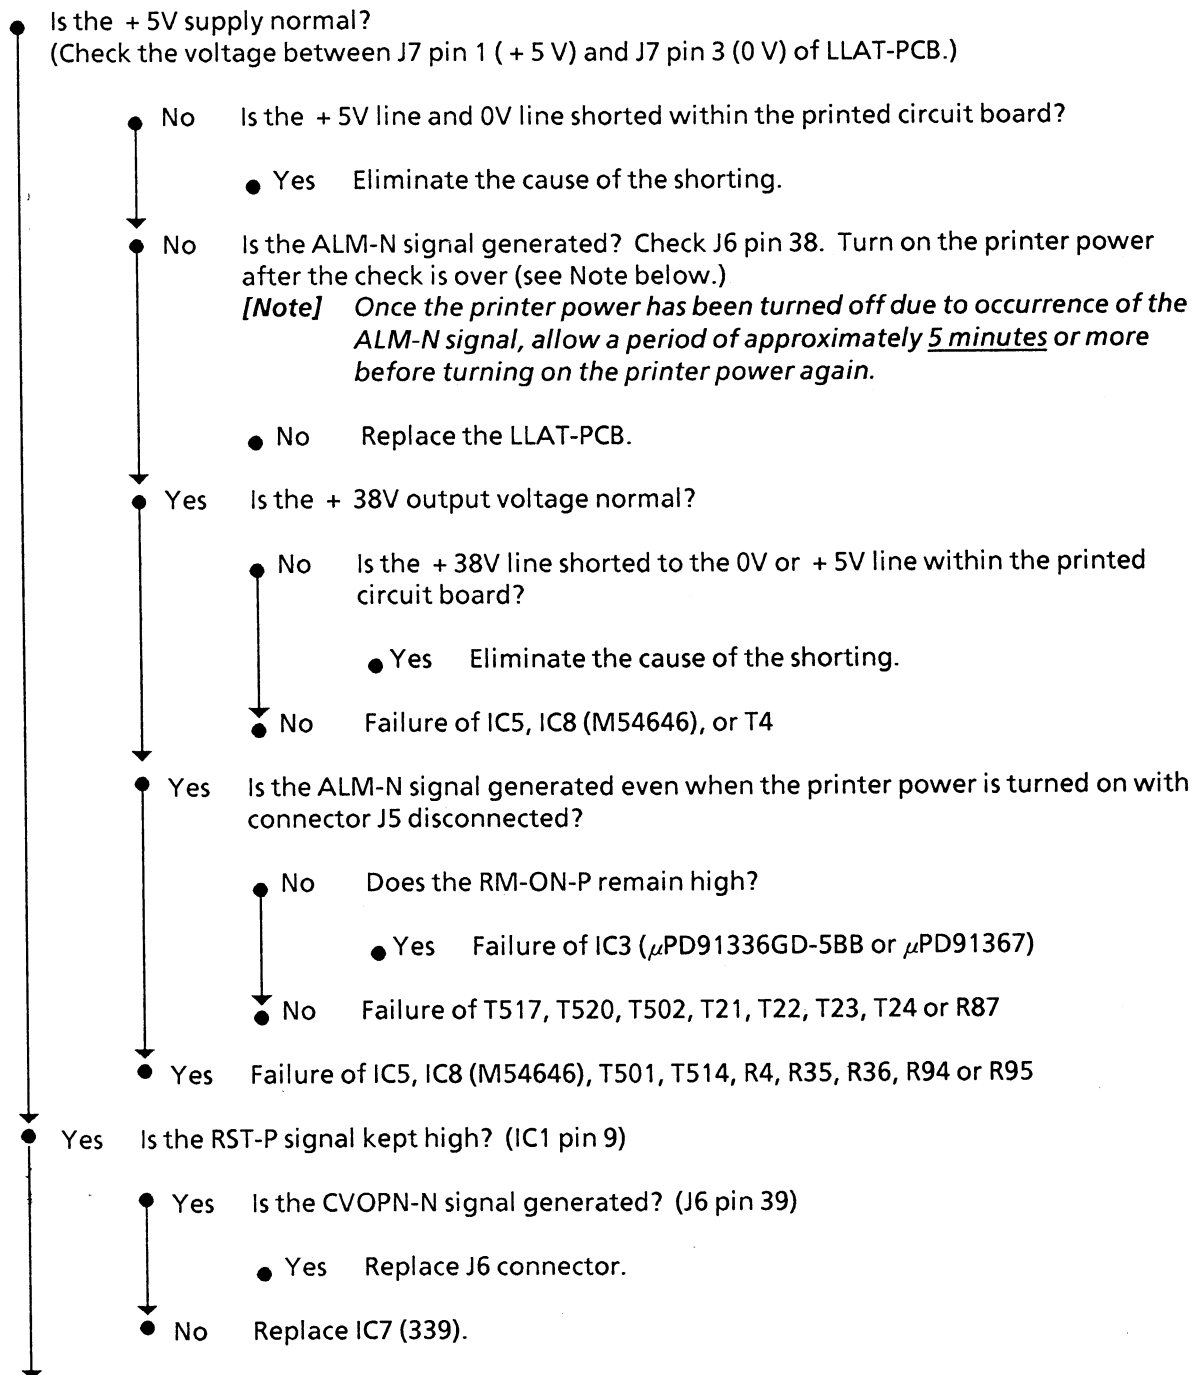 Is the + 5V supply normal?
(Check the voltage between J7 pin 1 ( + 5 V) and J7 pin 3 (0 V) of LLAT-PCB.)
No Is the + 5V line and 0V line shorted within the printed circuit board?
Yes Eliminate the cause of the shorting.
No Is the ALM-N signal generated? Check J6 pin 38. Turn on the printer power
after the check is over (see Note below.)
[Note] Once the printer power has been turned off due to occurrence of the
ALM-N signal, allow a period of approximately 5 minutes or more
before turning on the printer power again.
No Replace the LLAT-PCB.
Yes Is the + 38V output voltage normal?
No Is the + 38V line shorted to the 0V or + 5V line within the printed
circuit board?
Yes Eliminate the cause of the shorting.
No Failure of IC5, IC8 (M54646), or T4
Yes Is the ALM-N signal generated even when the printer power is turned on with
connector J5 disconnected?
No Does the RM-ON-P remain high?
Yes Failure of IC3 (μPD91336GD-5BB or μPD91367)
No Failure of T517, T520, T502, T21, T22, T23, T24 or R87
Yes Failure of IC5, IC8 (M54646), T501, T514, R4, R35, R36, R94 or R95
Yes Is the RST-P signal kept high? (IC1 pin 9)
Yes Is the CVOPN-N signal generated? (J6 pin 39)
Yes Replace J6 connector.
No Replace IC7 (339).